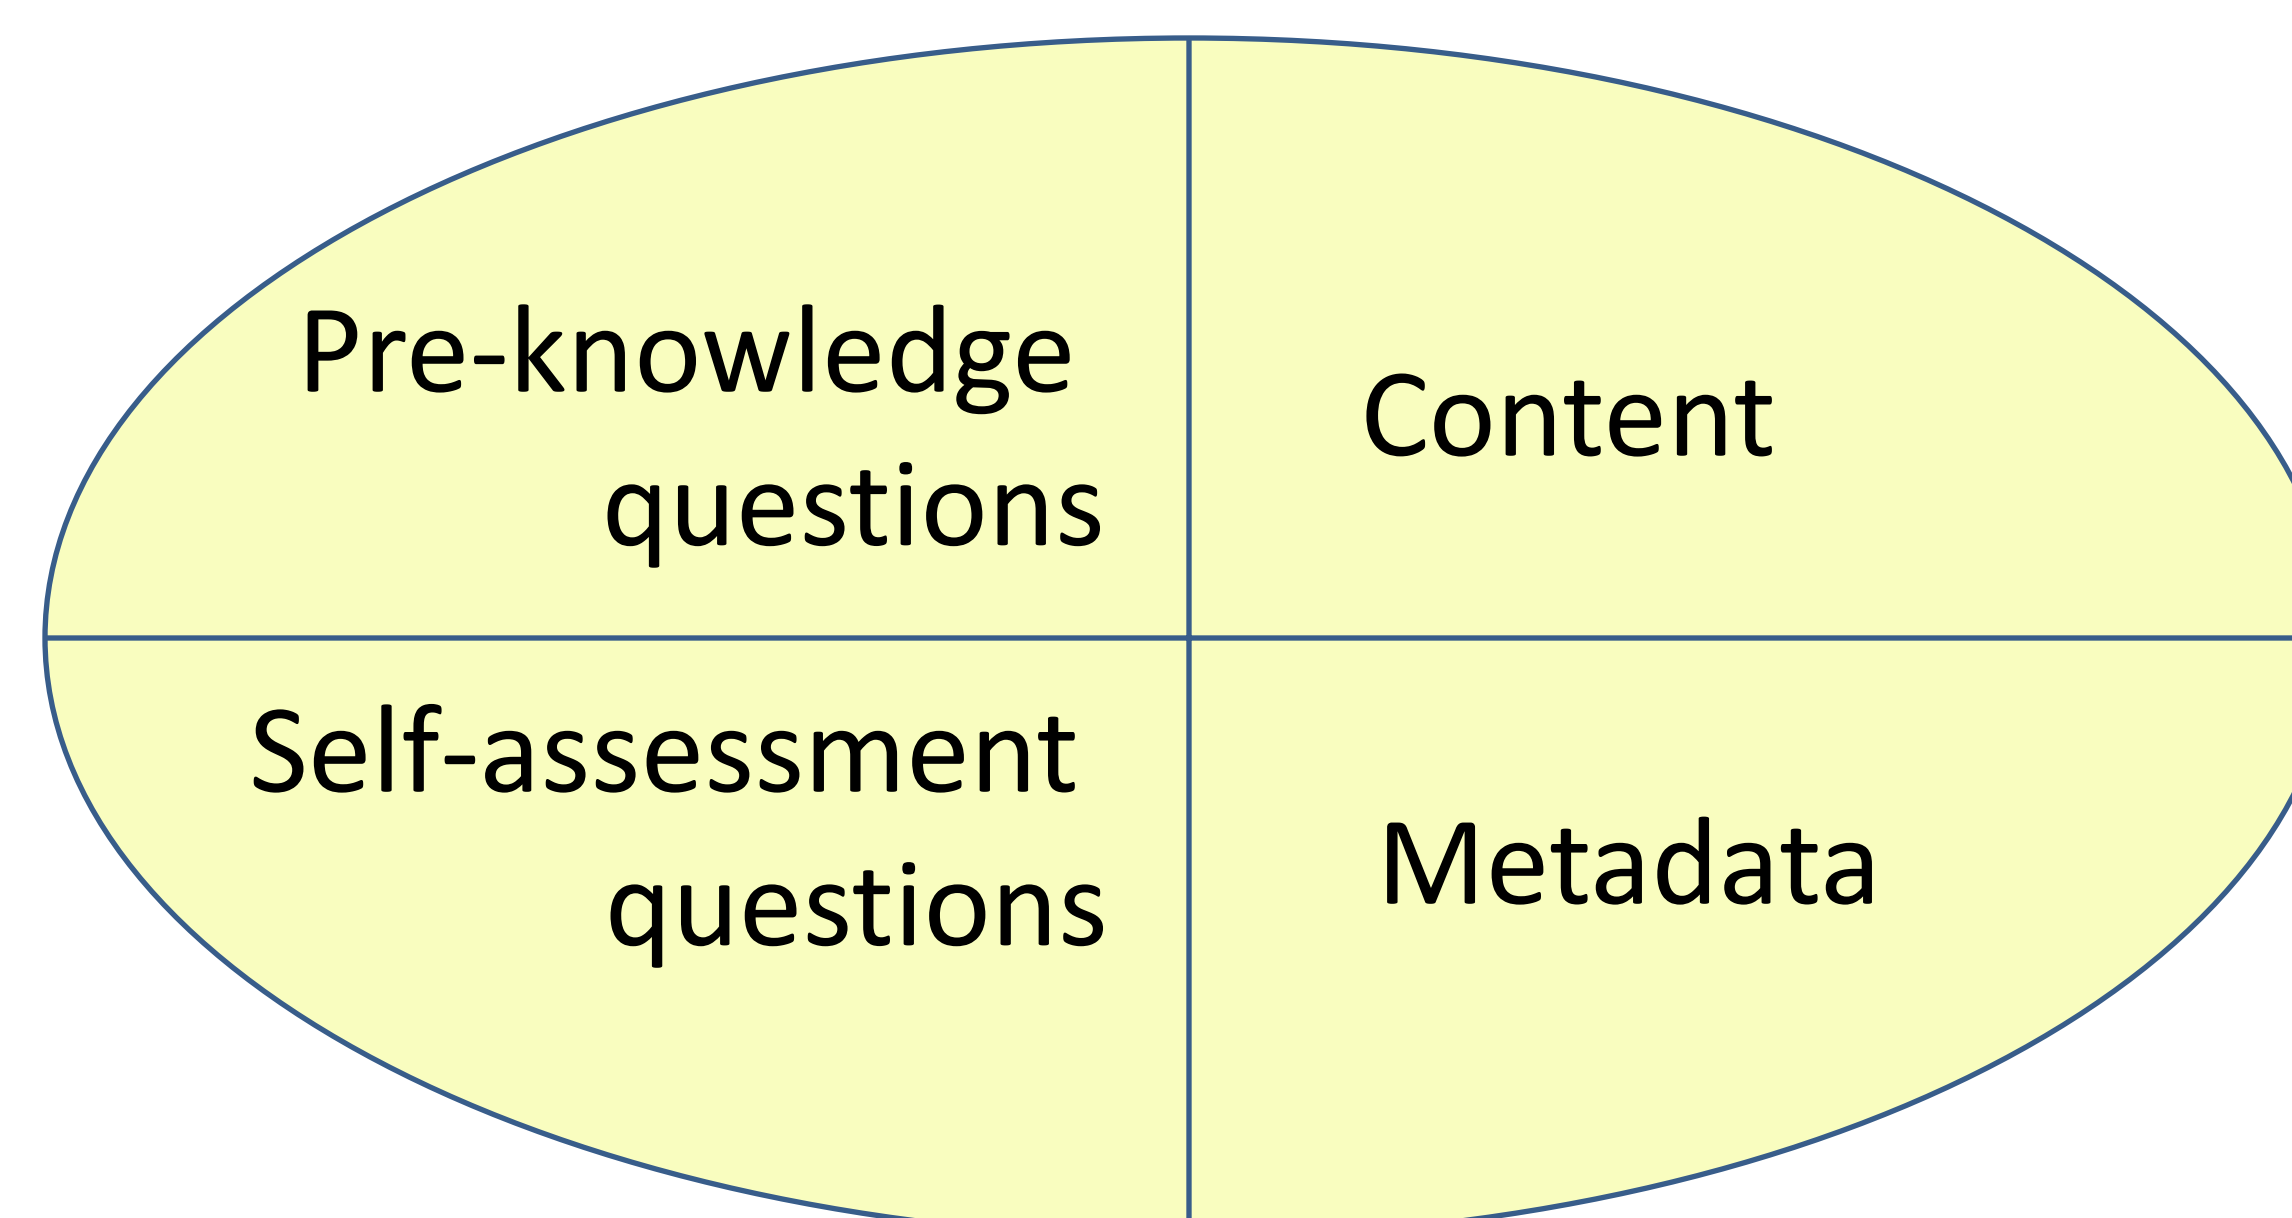 Pre-knowledge
questions
Content
Self-assessment
questions
Metadata